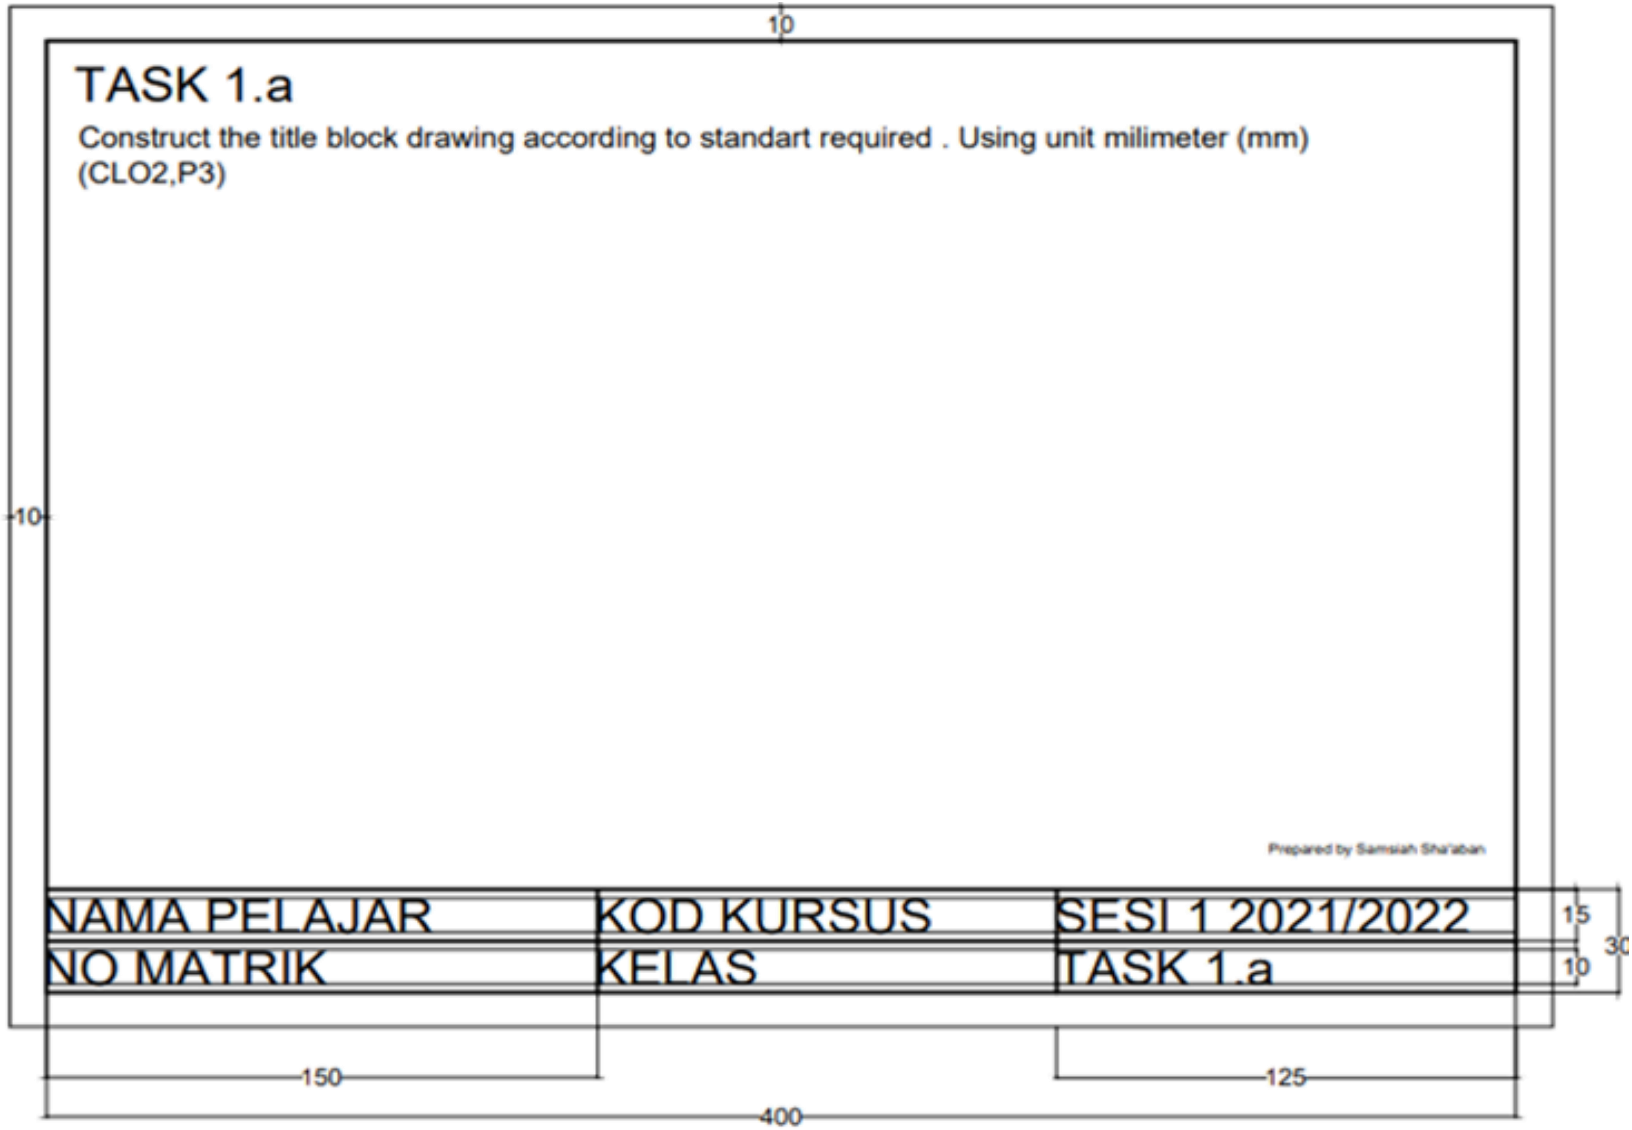 10
TASK 1.a
Construct the title block drawing according to standart required . Using unit milimeter (mm)
(CLO2,P3)
10
Prepared by Samsiah Sha'aban
NAMA PELAJAR KOD KURSUS SESI 1 2021/2022 15
30
NO MATRIK KELAS TASK 1.a 10
150 125
400